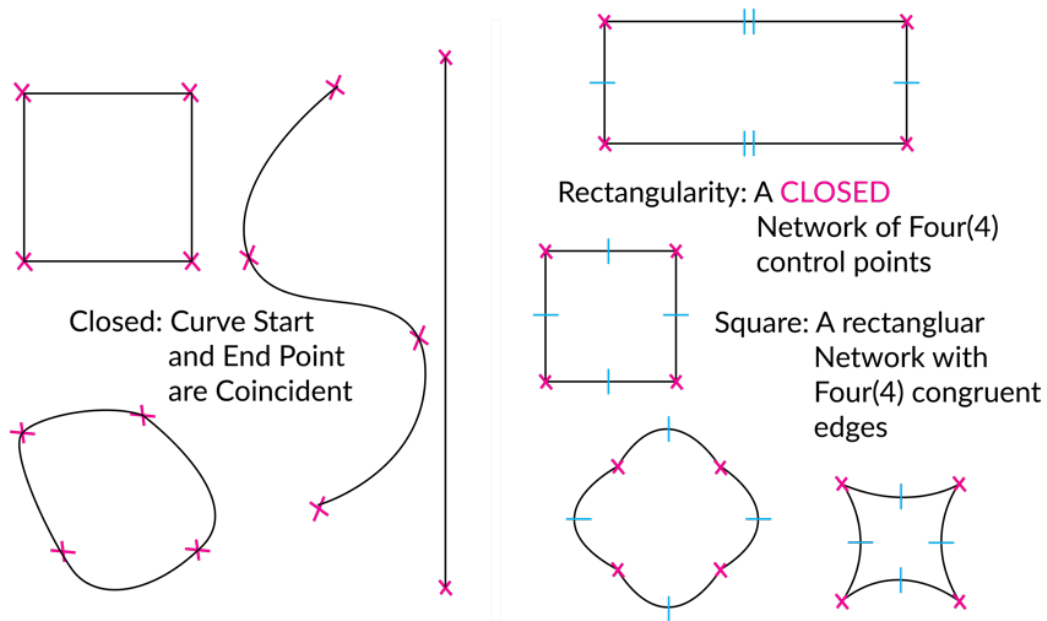 Closed: Curve Start
and End Point
are Coincident
Rectangularity: A CLOSED
Network of Four(4)
control points
Square: A rectangluar
Network with
Four(4) congruent
edges